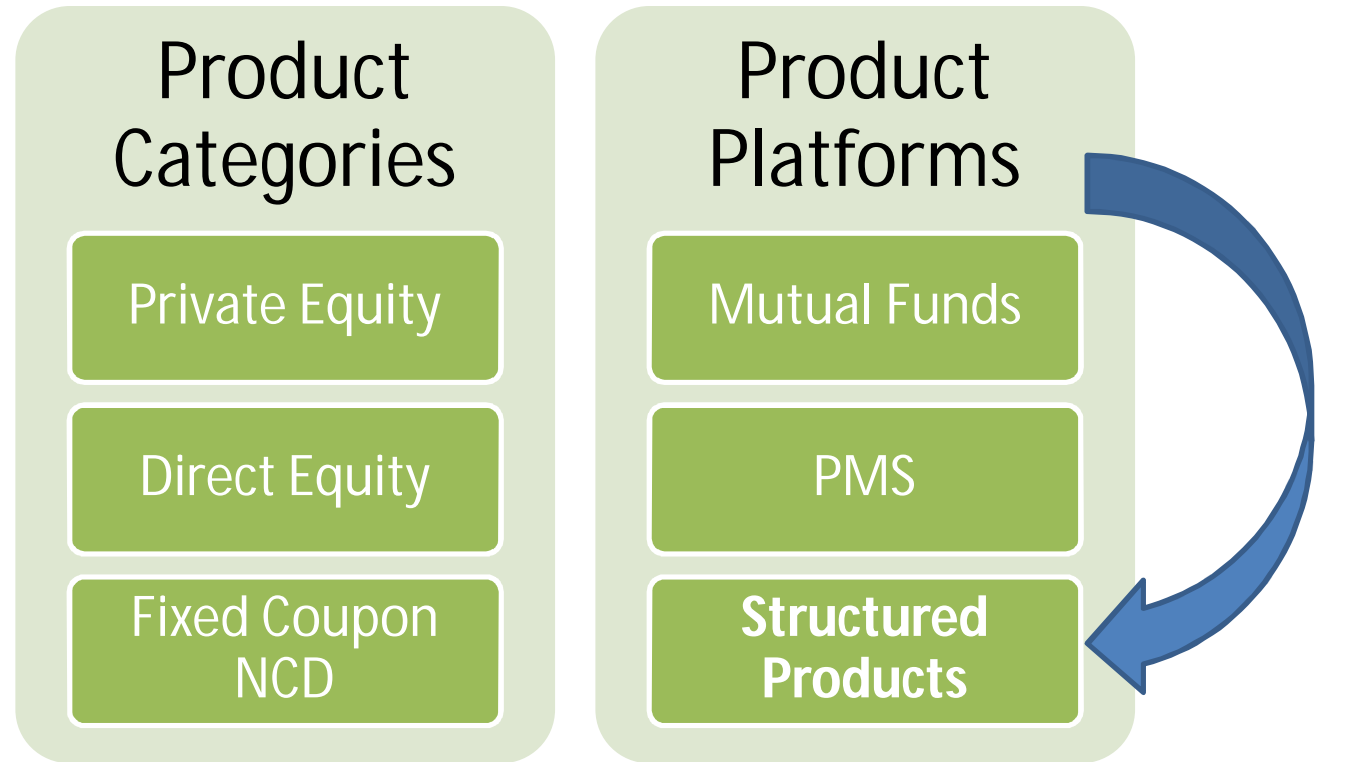 Product
Categories
Private Equity
Direct Equity
Fixed Coupon
NCD
Product
Platforms
Mutual Funds
PMS
Structured
Products